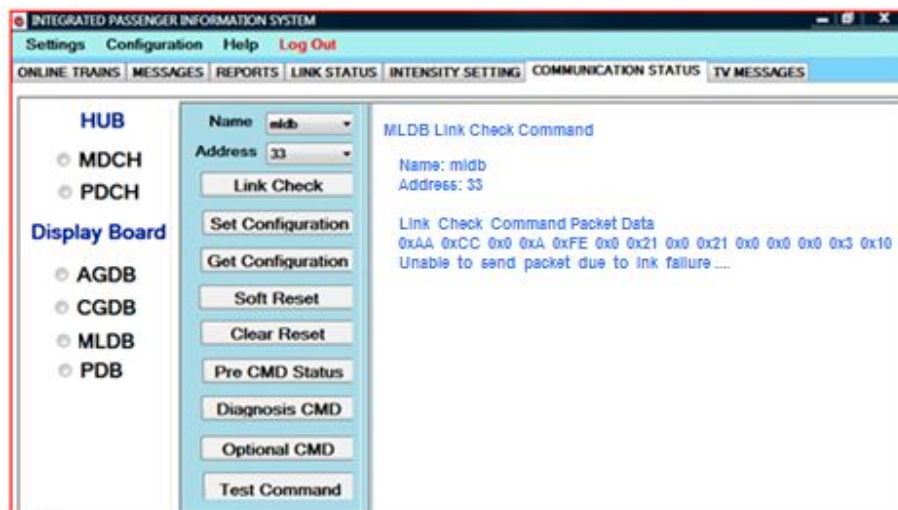 INTEGRATED PASSENGER INFORMATION SYSTEM
Settings Configuration Help Log Out
ONLINE TRAINS MESSAGES REPORTS LINK STATUS INTENSITY SETTING COMMUNICATION STATUS TV MESSAGES
HUB
MDCH
PDCH
Display Board
AGDB
CGDB
MLDB
PDB
Name mldb
Address 33
Link Check
Set Configuration
Get Configuration
Soft Reset
Clear Reset
Pre CMD Status
Diagnosis CMD
Optional CMD
Test Command
MLDB Link Check Command
Name: mldb
Address: 33
Link Check Command Packet Data
0xAA 0xCC 0x0 0xA 0xFE 0x0 0x21 0x0 0x21 0x0 0x0 0x0 0x3 0x10
Unable to send packet due to lnk failure ....